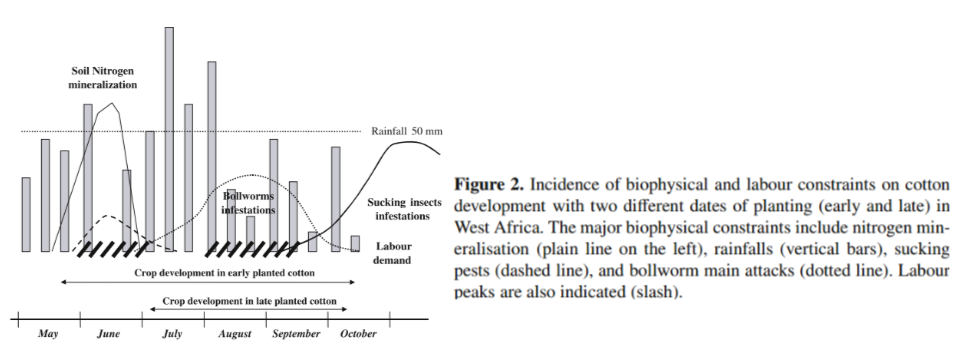 Soil Nitrogen
mineralization
Rainfall 50 mm
Bollworms
infestations
Sucking insects
infestations
Labour
demand
Crop development in early planted cotton
Crop development in late planted cotton
May June July August September October
Figure 2. Incidence of biophysical and labour constraints on cotton
development with two different dates of planting (early and late) in
West Africa. The major biophysical constraints include nitrogen min-
eralisation (plain line on the left), rainfalls (vertical bars), sucking
pests (dashed line), and bollworm main attacks (dotted line). Labour
peaks are also indicated (slash).